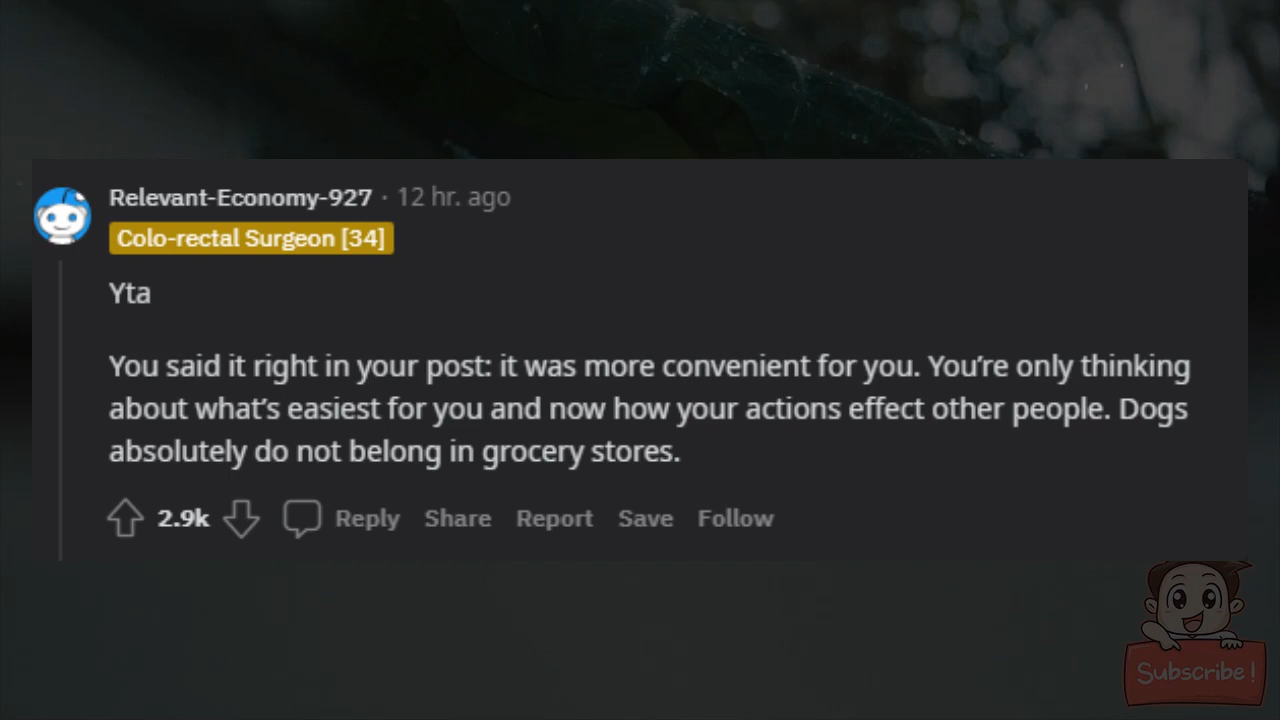 Relevant-Economy-927 · 12 hr. ago
Colo-rectal Surgeon [34]
Yta
You said it right in your post: it was more convenient for you. You’re only thinking
about what’s easiest for you and now how your actions effect other people. Dogs
absolutely do not belong in grocery stores.
2.9k Reply Share Report Save Follow
Subscribe!